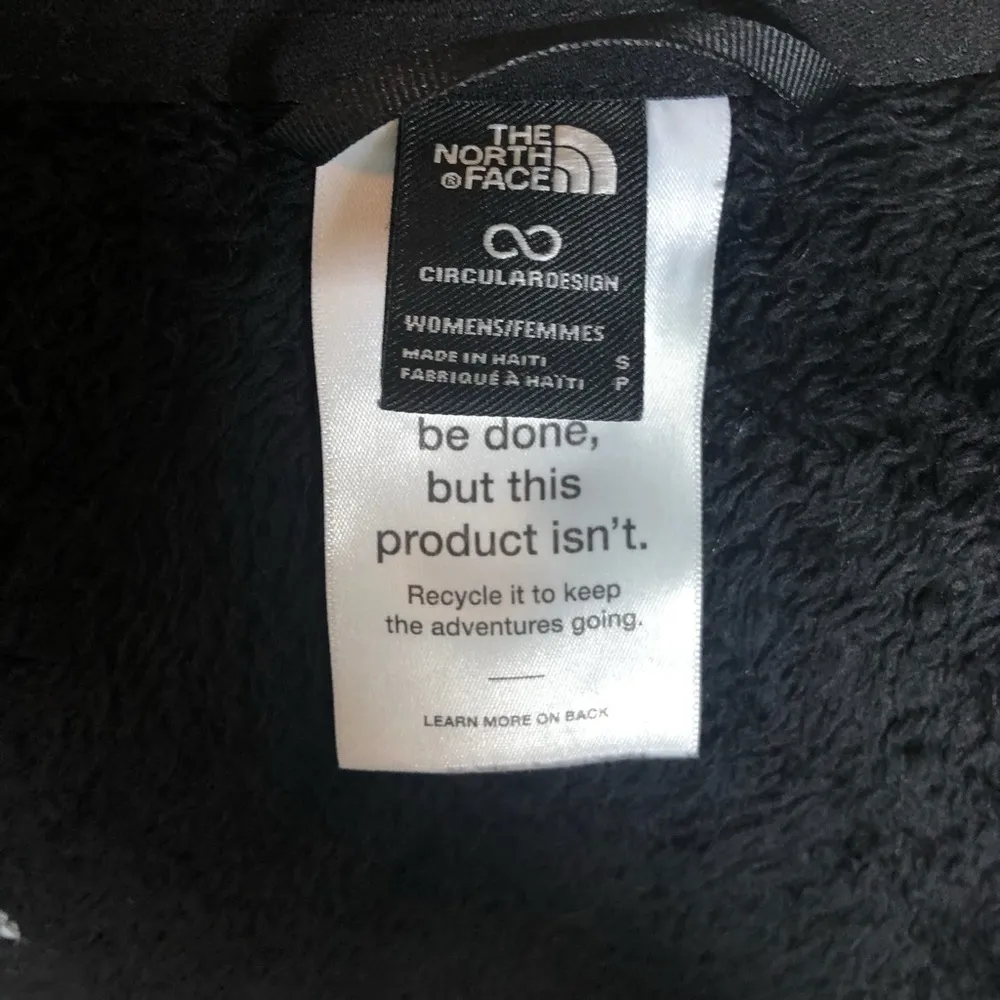 THE
NORTH
® FACE
CIRCULARDESIGN
WOMENS/FEMMES
MADE IN HAITI S
FABRIQUÉ À HAÏTI P
be done,
but this
product isn't.
Recycle it to keep
the adventures going.
LEARN MORE ON BACK